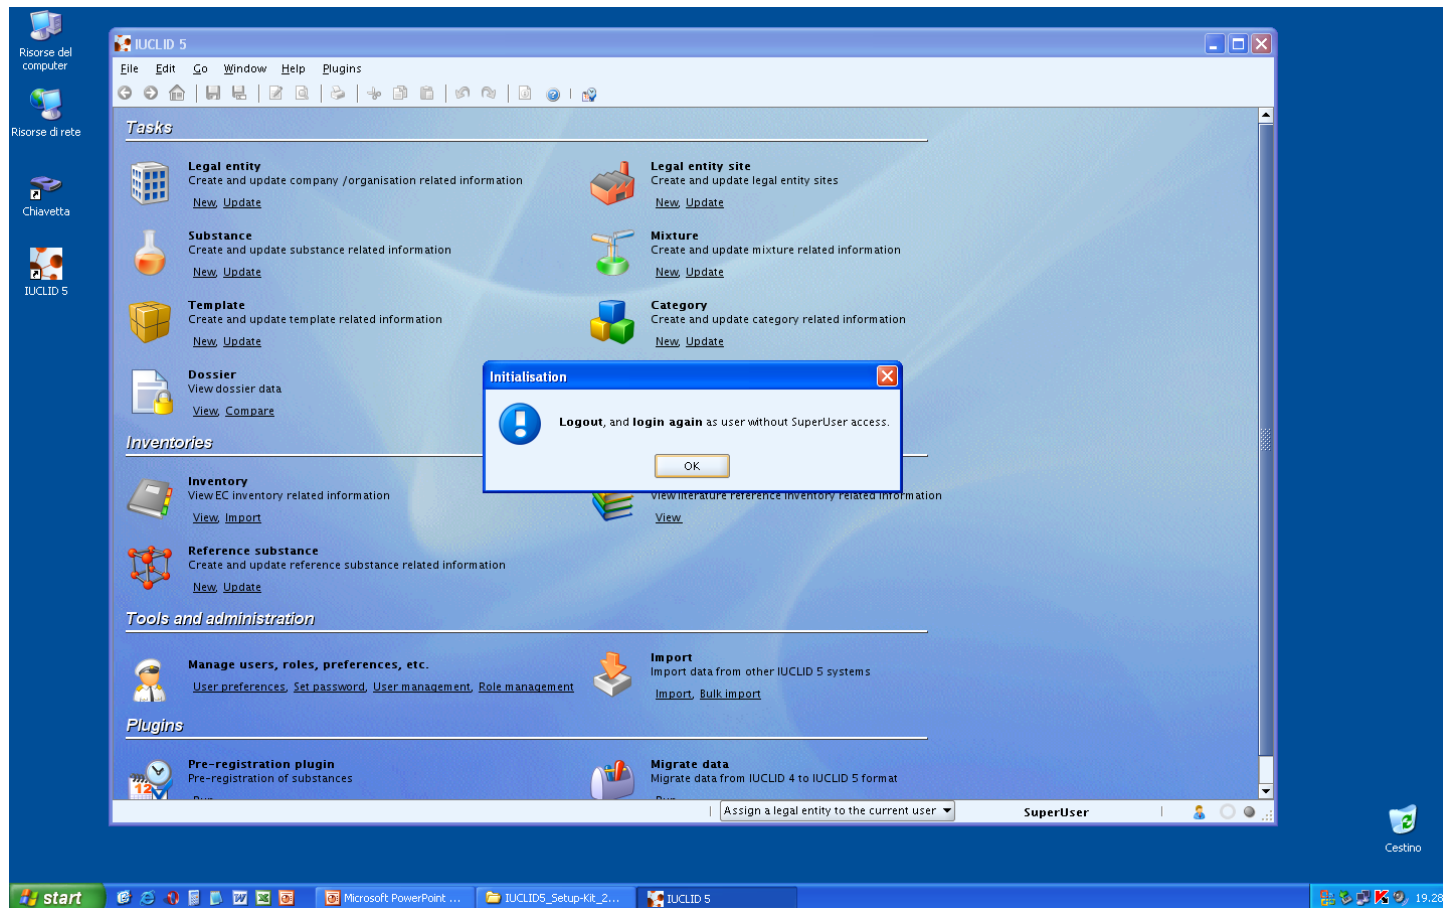 Risorse del
computer
Risorse di rete
Chiavetta
IUCLID 5
IUCLID 5
File Edit Go Window Help Plugins
Tasks
Legal entity
Create and update company /organisation related information
New, Update
Legal entity site
Create and update legal entity sites
New, Update
Substance
Create and update substance related information
New, Update
Mixture
Create and update mixture related information
New, Update
Template
Create and update template related information
New, Update
Category
Create and update category related information
New, Update
Dossier
View dossier data
View, Compare
Initialisation
Logout, and login again as user without SuperUser access.
OK
Inventories
Inventory
View EC inventory related information
View, Import
View literature reference inventory related information
View
Reference substance
Create and update reference substance related information
New, Update
Tools and administration
Manage users, roles, preferences, etc.
User preferences, Set password, User management, Role management
Import
Import data from other IUCLID 5 systems
Import, Bulk import
Plugins
Pre-registration plugin
Pre-registration of substances
Migrate data
Migrate data from IUCLID 4 to IUCLID 5 format
Assign a legal entity to the current user
SuperUser
Cestino
start
Microsoft PowerPoint ...
IUCLID5_Setup-Kit_2...
IUCLID 5
19.28